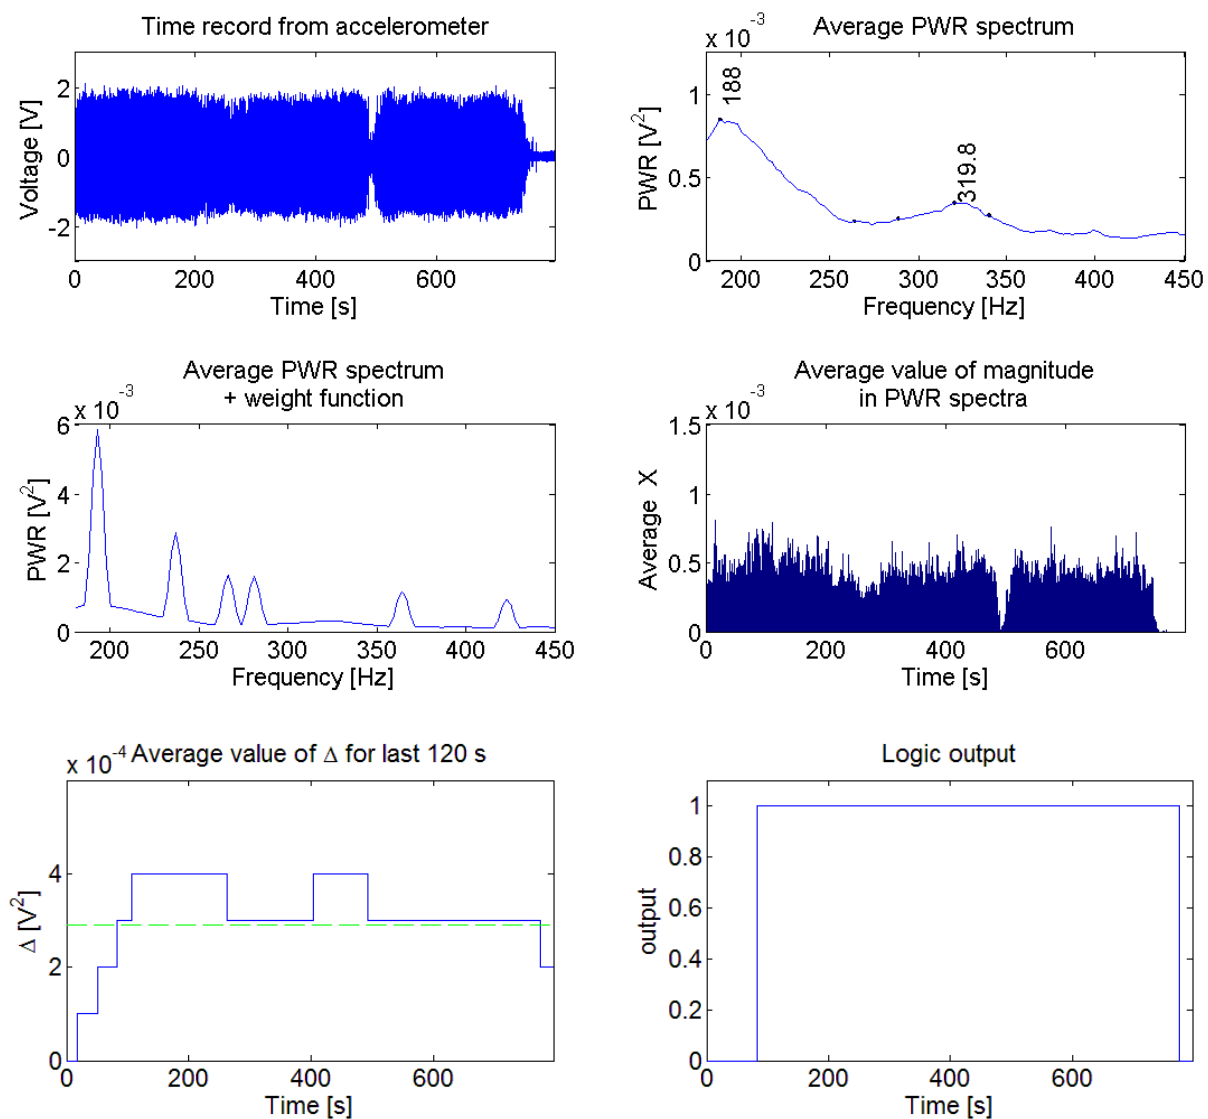 Time record from accelerometer
Voltage [V]
2
0
-2
0
200
400
600
Time [s]
Average PWR spectrum
x 10^-3
PWR [V^2]
1
0.5
0
188
319.8
200
250
300
350
400
450
Frequency [Hz]
Average PWR spectrum
+ weight function
x 10^-3
PWR [V^2]
6
4
2
0
200
250
300
350
400
450
Frequency [Hz]
Average value of magnitude
in PWR spectra
x 10^-3
Average X
1.5
1
0.5
0
0
200
400
600
Time [s]
x 10^-4 Average value of Δ for last 120 s
Δ [V^2]
4
2
0
0
200
400
600
Time [s]
Logic output
output
1
0.8
0.6
0.4
0.2
0
0
200
400
600
Time [s]